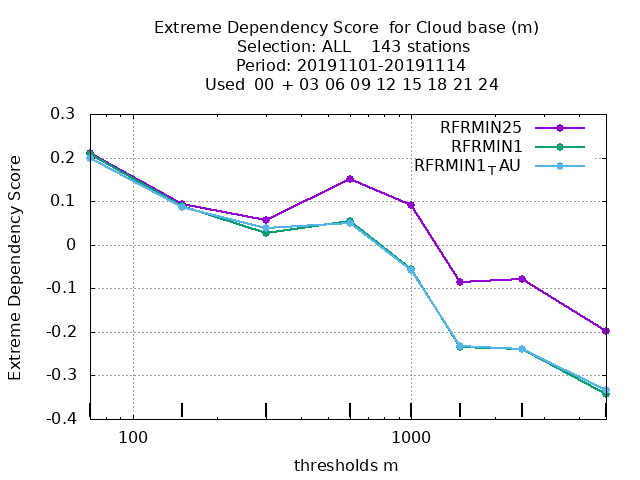 Extreme Dependency Score  for Cloud base (m)
Selection: ALL    143 stations
Period: 20191101-20191114
Used  00 + 03 06 09 12 15 18 21 24
RFRMIN25
RFRMIN1
RFRMIN1TAU
0.3
0.2
0.1
0
-0.1
-0.2
-0.3
-0.4
Extreme Dependency Score
100
1000
thresholds m